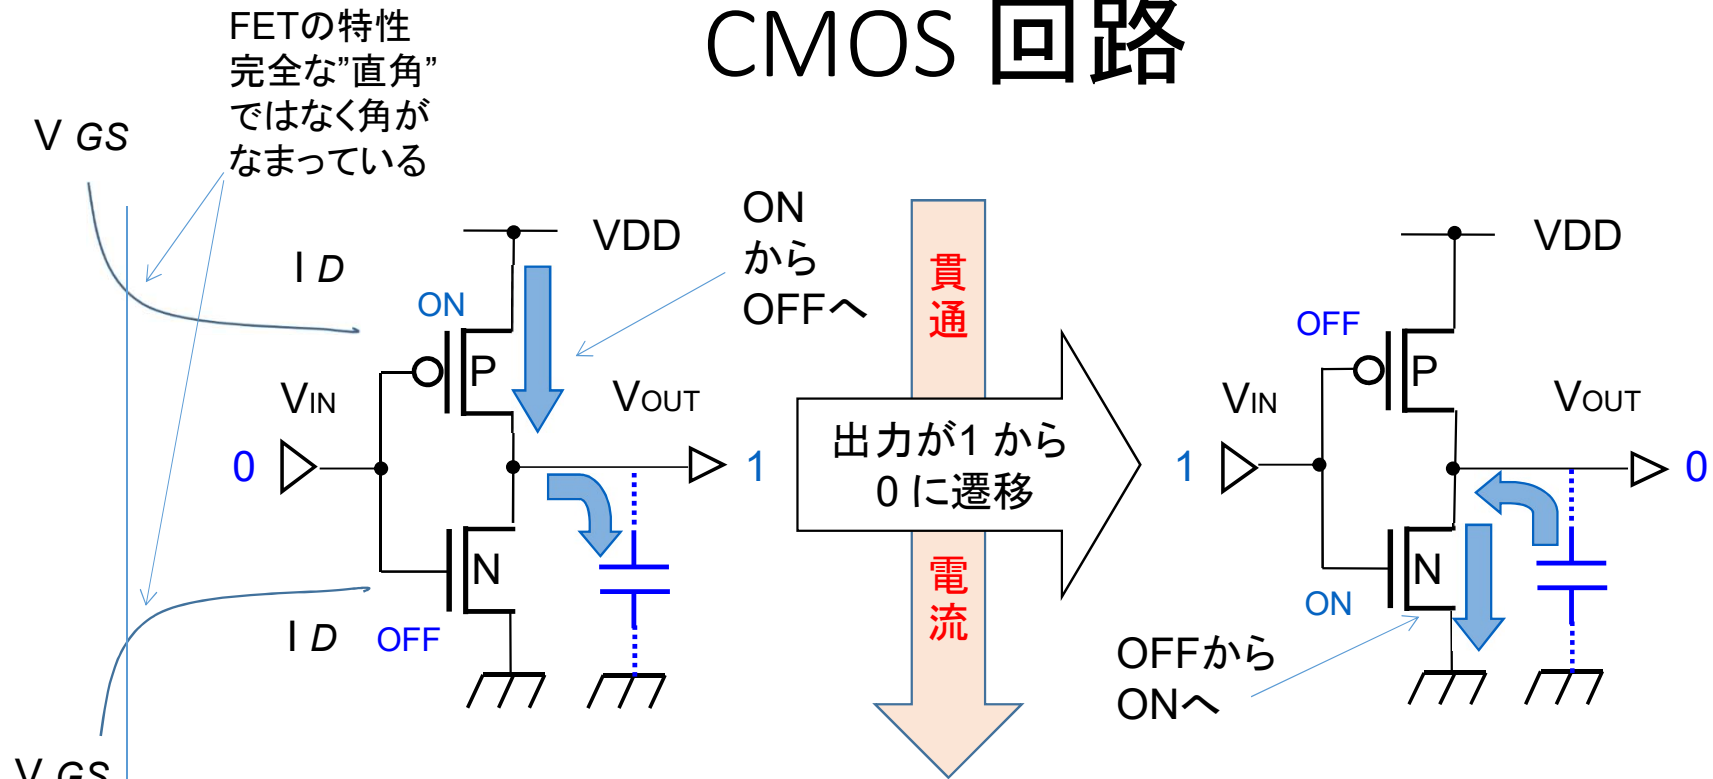 CMOS 回路
FETの特性
完全な”直角”
ではなく角が
なまっている
V GS
I D
I D
V GS
VDD
ON
P
VIN
VOUT
0
1
N
OFF
ON
から
OFFへ
貫
通
出力が1 から
0 に遷移
電
流
VDD
OFF
P
VIN
VOUT
1
0
N
ON
OFFから
ONへ